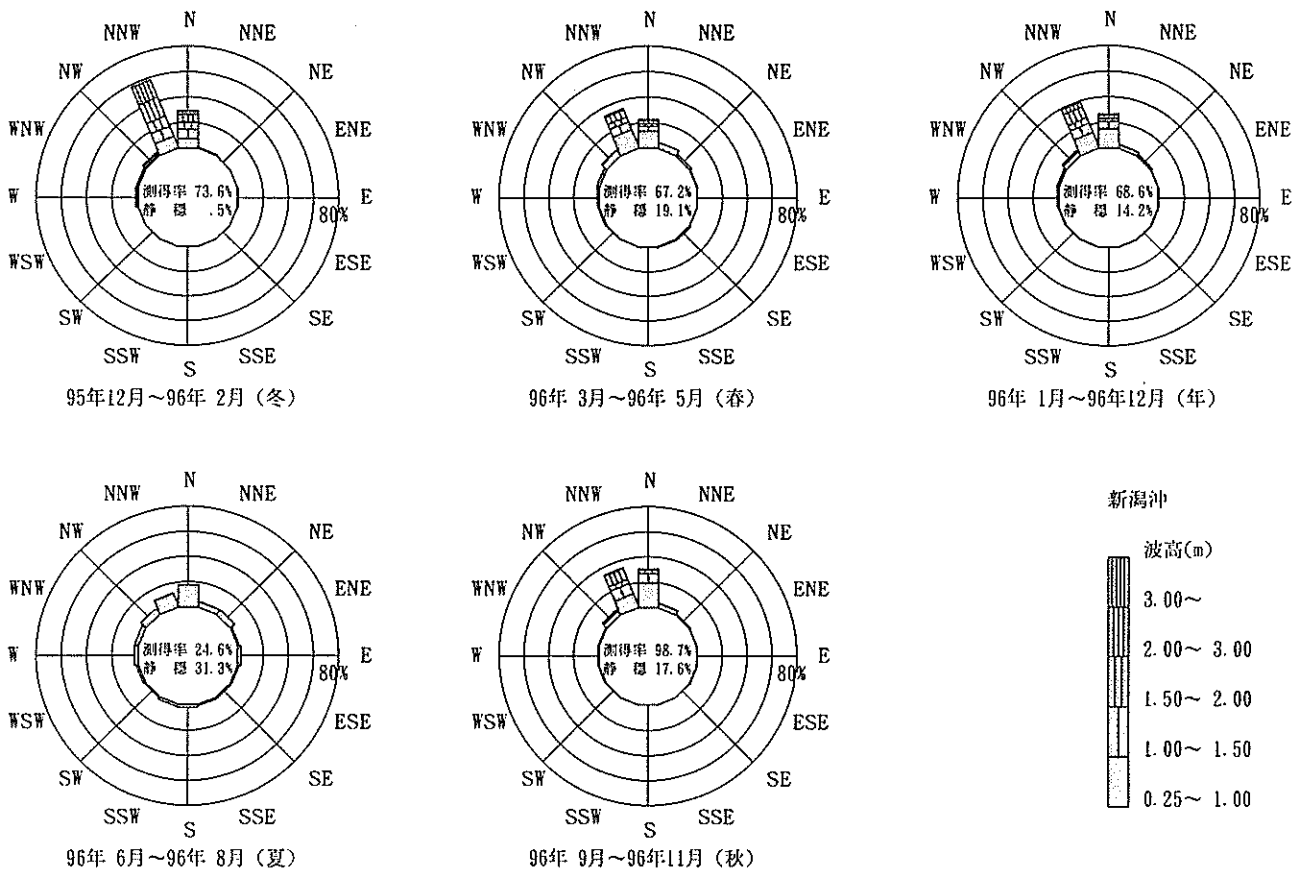 N
NNW NNE
NW NE
WNW ENE
W E
測得率 73.6%
静 穏 .5%
80%
WSW ESE
SW SE
SSW SSE
S
95年12月～96年 2月 (冬)
N
NNW NNE
NW NE
WNW ENE
W E
測得率 67.2%
静 穏 19.1%
80%
WSW ESE
SW SE
SSW SSE
S
96年 3月～96年 5月 (春)
N
NNW NNE
NW NE
WNW ENE
W E
測得率 68.6%
静 穏 14.2%
80%
WSW ESE
SW SE
SSW SSE
S
96年 1月～96年12月 (年)
N
NNW NNE
NW NE
WNW ENE
W E
測得率 24.6%
静 穏 31.3%
80%
WSW ESE
SW SE
SSW SSE
S
96年 6月～96年 8月 (夏)
N
NNW NNE
NW NE
WNW ENE
W E
測得率 98.7%
静 穏 17.6%
80%
WSW ESE
SW SE
SSW SSE
S
96年 9月～96年11月 (秋)
新潟沖
波高(m)
3.00～
2.00～ 3.00
1.50～ 2.00
1.00～ 1.50
0.25～ 1.00